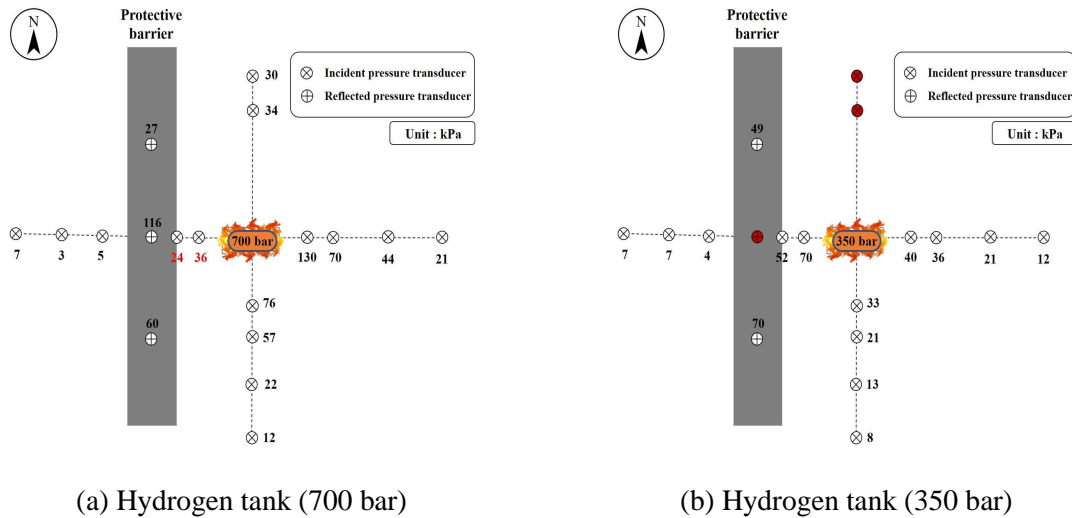 Protective
barrier
N
30
Incident pressure transducer
34
Reflected pressure transducer
Unit : kPa
27
116
700 bar
7
3
5
24
36
130
70
44
21
76
60
57
22
12
(a) Hydrogen tank (700 bar)
Protective
barrier
N
Incident pressure transducer
Reflected pressure transducer
Unit : kPa
49
350 bar
7
7
4
52
70
40
36
21
12
33
70
21
13
8
(b) Hydrogen tank (350 bar)